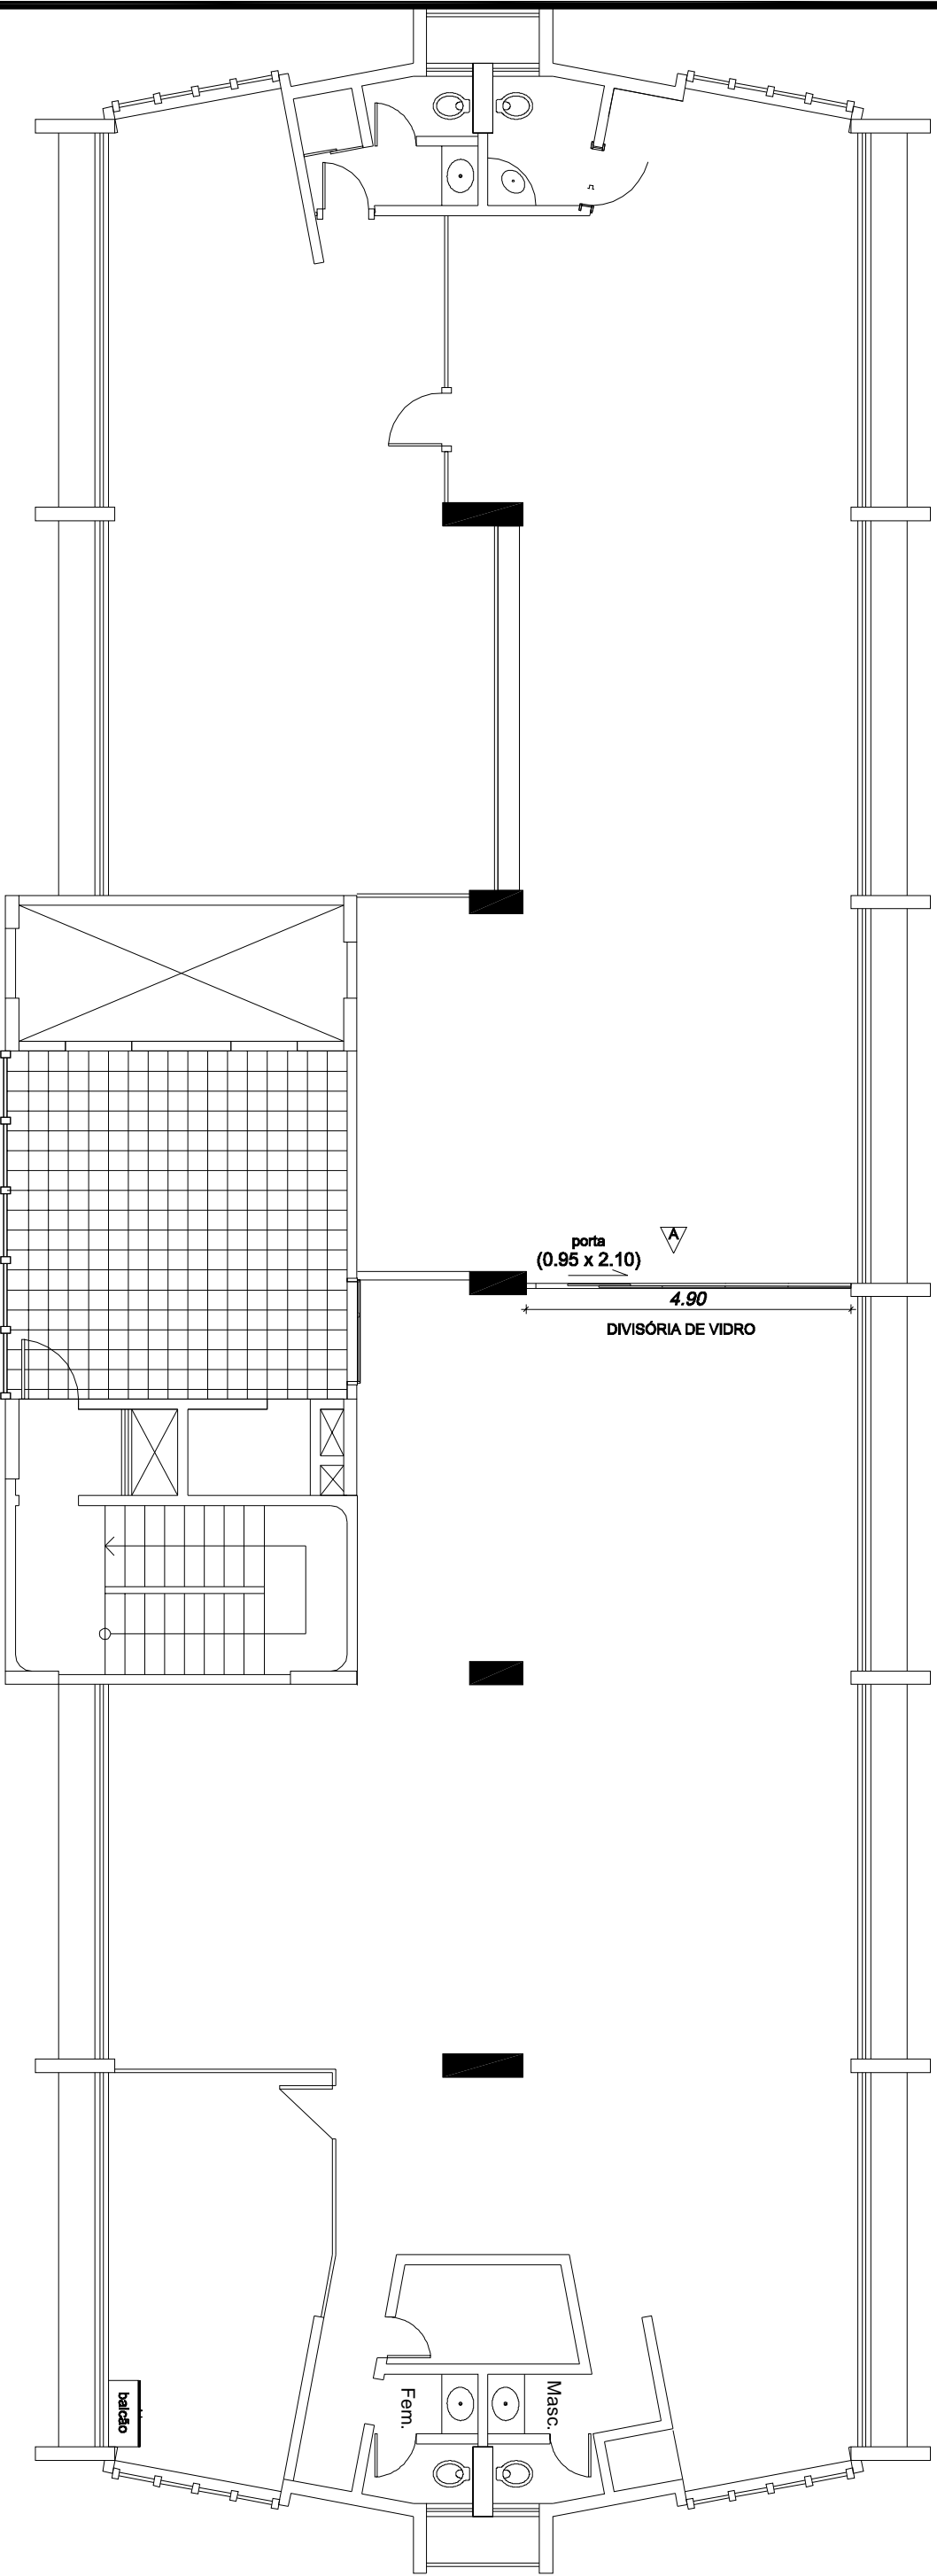 A
porta
(0.95 x 2.10)
4.90
DIVISÓRIA DE VIDRO
balcão
Fem.
Masc.